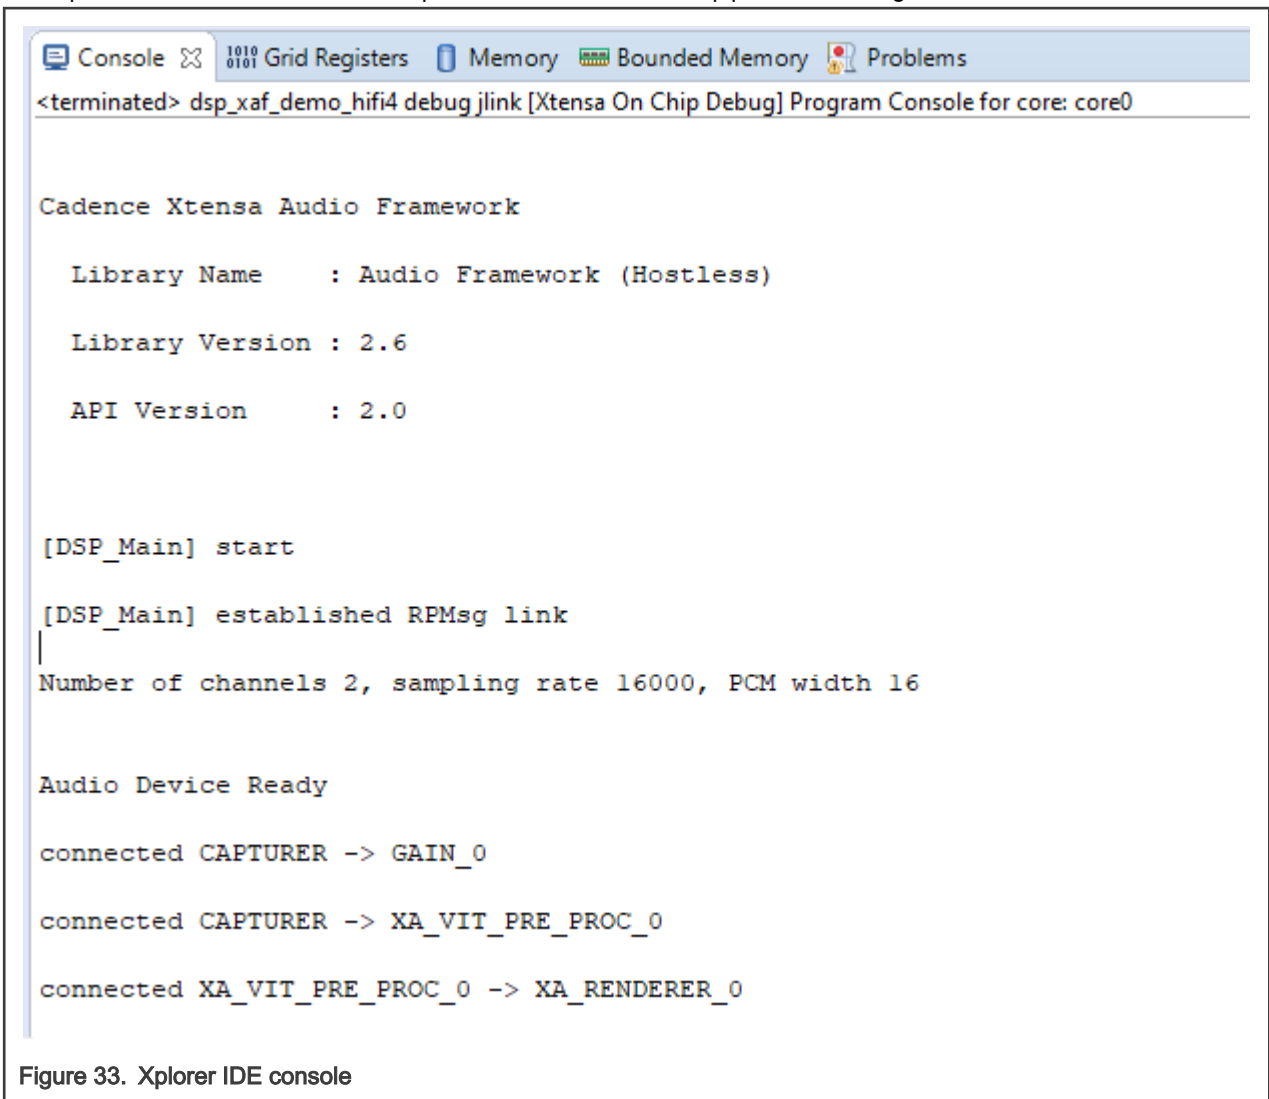 Console Grid Registers Memory Bounded Memory Problems
<terminated> dsp_xaf_demo_hifi4 debug jlink [Xtensa On Chip Debug] Program Console for core: core0
Cadence Xtensa Audio Framework
Library Name : Audio Framework (Hostless)
Library Version : 2.6
API Version : 2.0
[DSP_Main] start
[DSP_Main] established RPMsg link
Number of channels 2, sampling rate 16000, PCM width 16
Audio Device Ready
connected CAPTURER -> GAIN_0
connected CAPTURER -> XA_VIT_PRE_PROC_0
connected XA_VIT_PRE_PROC_0 -> XA_RENDERER_0
Figure 33. Xplorer IDE console